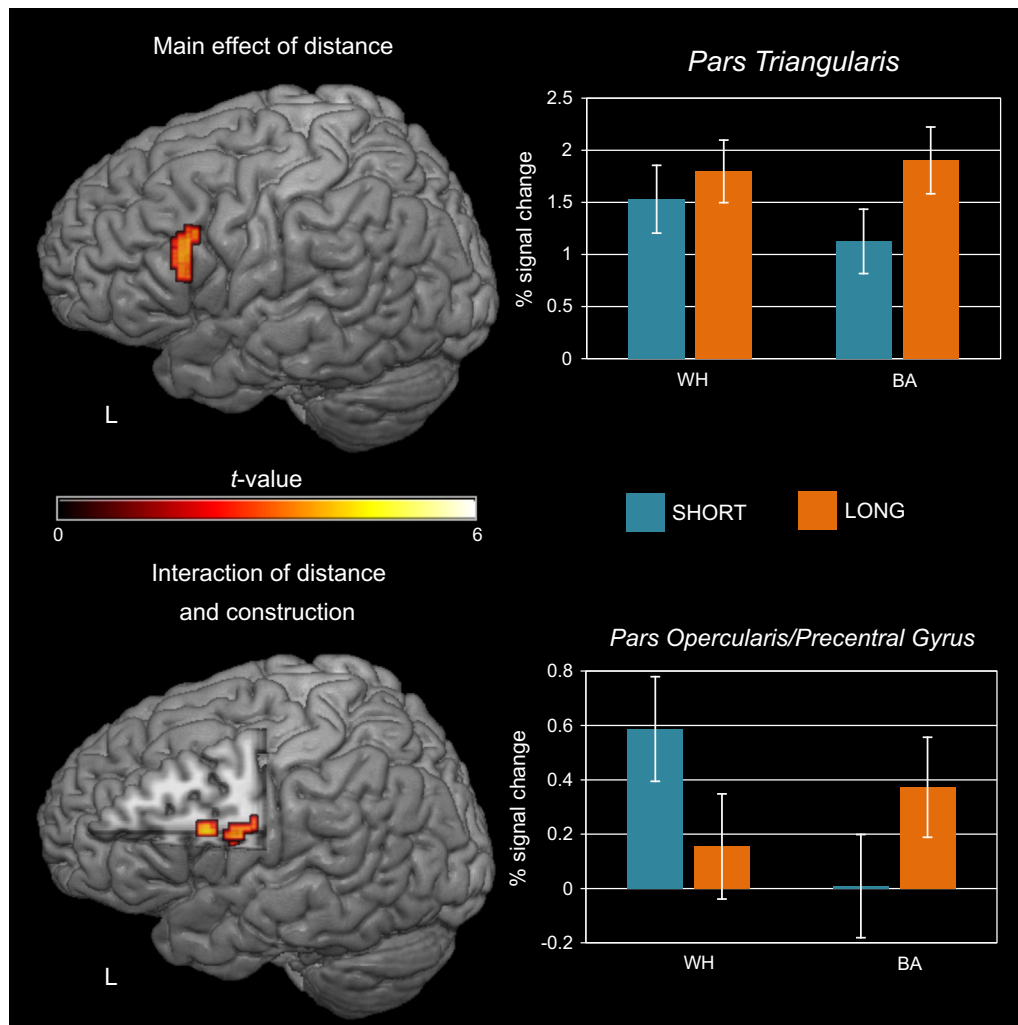 Main effect of distance
L
t-value
0
6
Interaction of distance
and construction
L
Pars Triangularis
% signal change
2.5
2
1.5
1
0.5
0
WH
BA
SHORT
LONG
Pars Opercularis/Precentral Gyrus
% signal change
0.8
0.6
0.4
0.2
0
-0.2
WH
BA